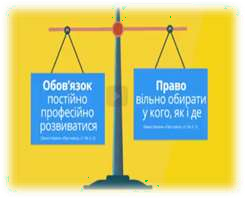 Обов'язок
постійно
професійно
розвиватися
Право
вільно обирати
у кого, як і де